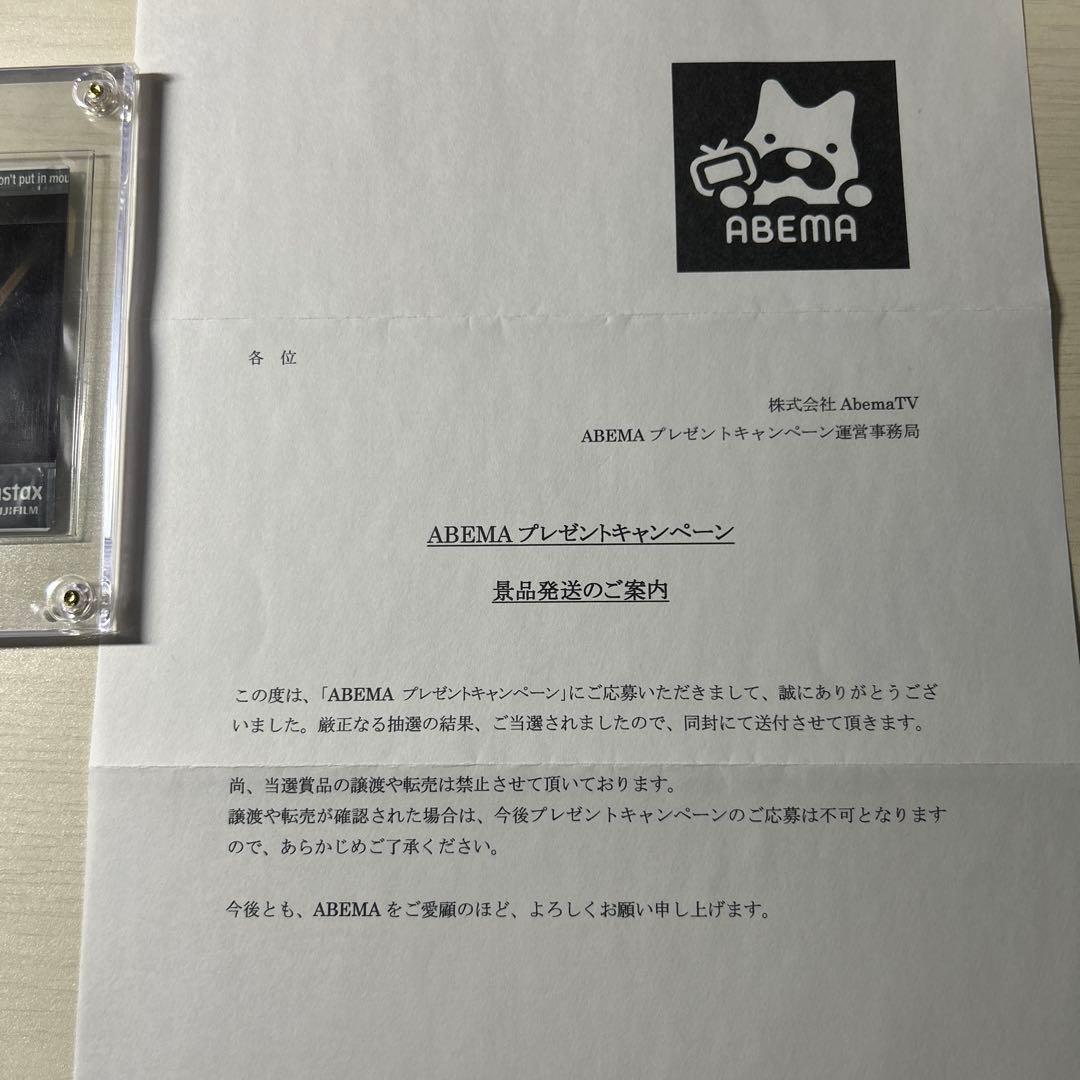 ABEMA
各 位
株式会社 AbemaTV
ABEMA プレゼントキャンペーン運営事務局
ABEMA プレゼントキャンペーン
景品発送のご案内
この度は、「ABEMA プレゼントキャンペーン」にご応募いただきまして、誠にありがとうござ
いました。厳正なる抽選の結果、ご当選されましたので、同封にて送付させて頂きます。
尚、当選賞品の譲渡や転売は禁止させて頂いております。
譲渡や転売が確認された場合は、今後プレゼントキャンペーンのご応募は不可となります
ので、あらかじめご了承ください。
今後とも、ABEMA をご愛顧のほど、よろしくお願い申し上げます。
on't put in mou
nstax
UJIFILM